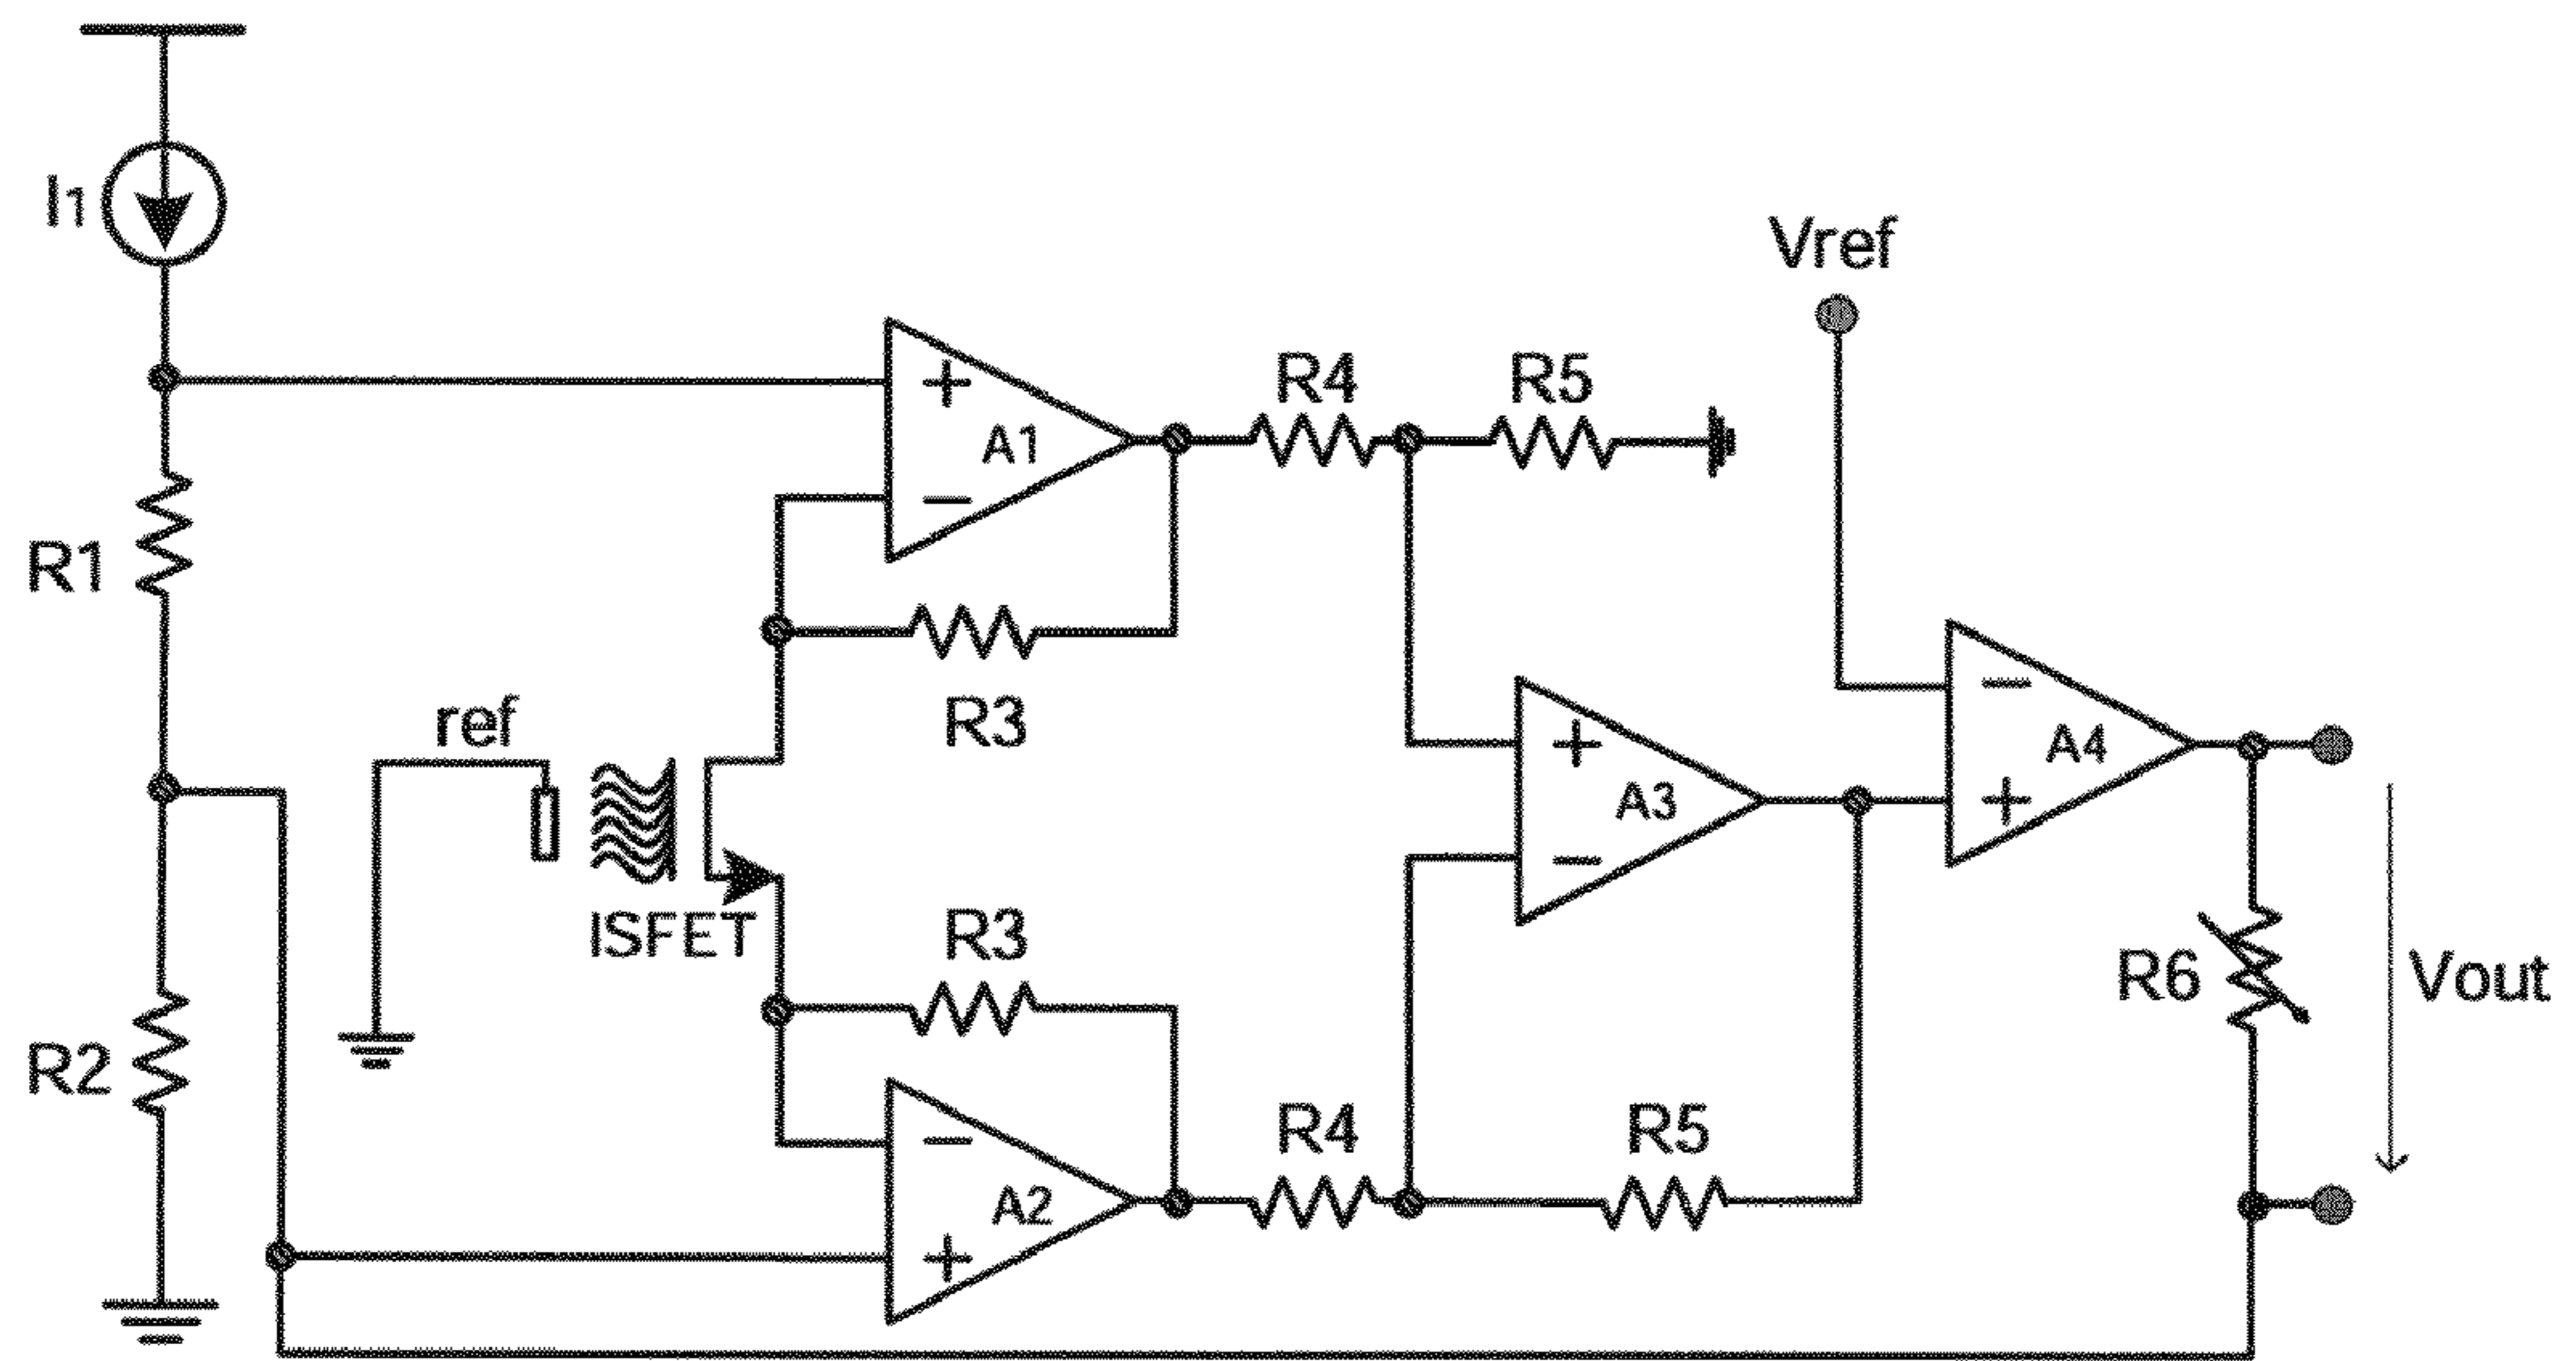 I1
Vref
R4
R5
+
A1
−
R1
R3
ref
+
A3
−
−
A4
+
ISFET
R3
R6
Vout
R2
−
A2
+
R4
R5